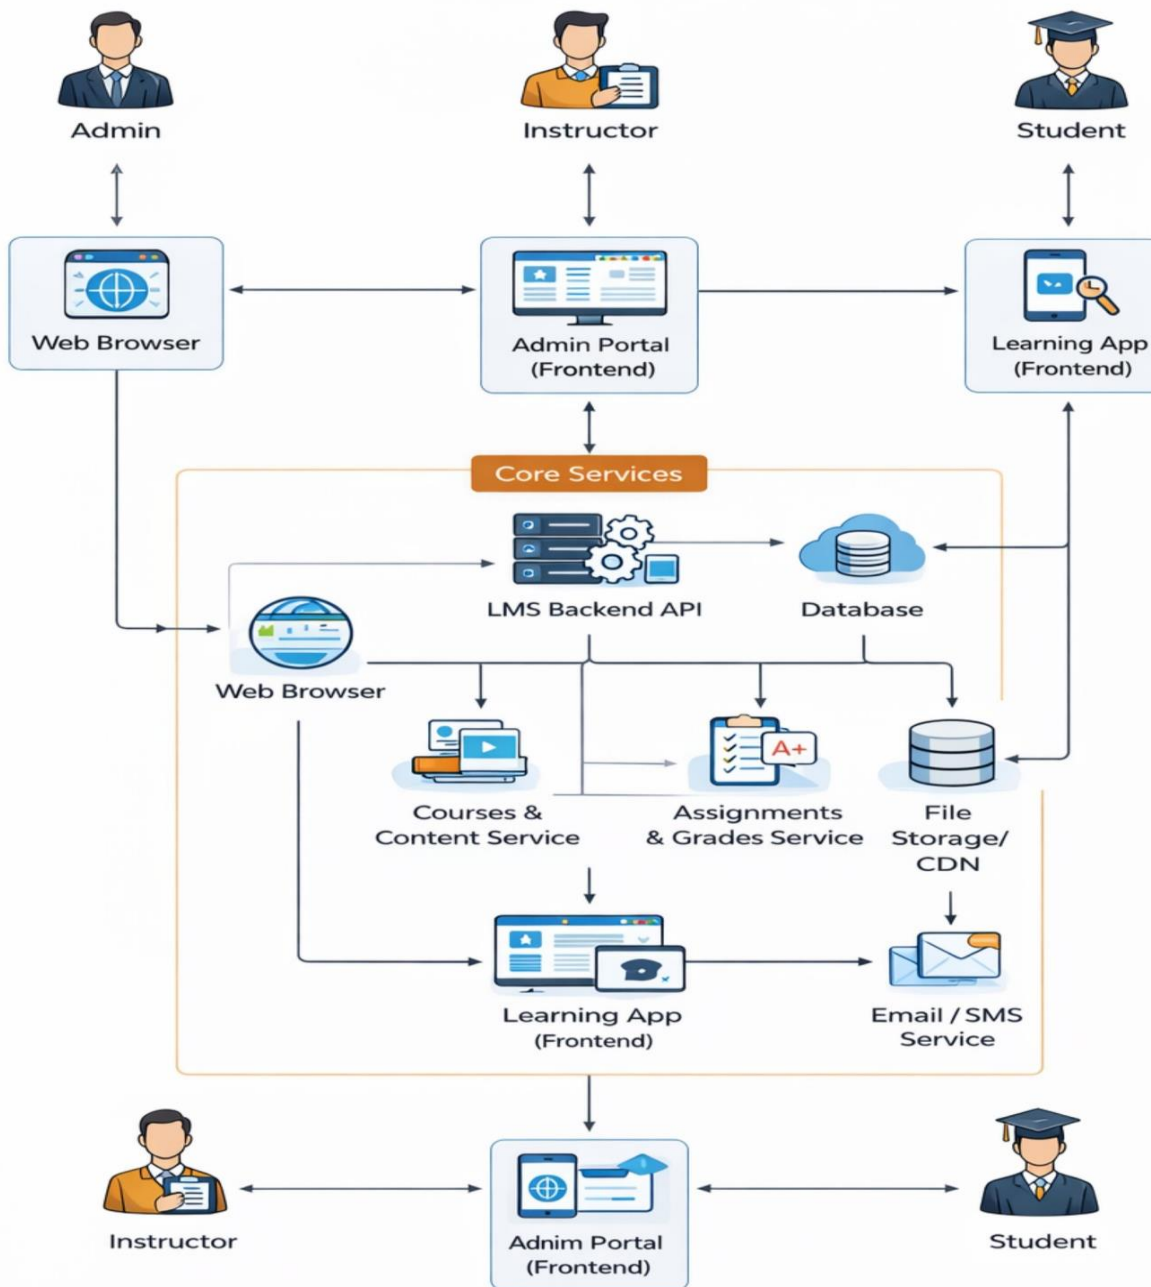 Admin
Instructor
Student
Web Browser
Admin Portal
(Frontend)
Learning App
(Frontend)
Core Services
LMS Backend API
Database
Web Browser
A+
Courses &
Content Service
Assignments
& Grades Service
File
Storage/
CDN
Learning App
(Frontend)
Email / SMS
Service
Instructor
Adnim Portal
(Frontend)
Student